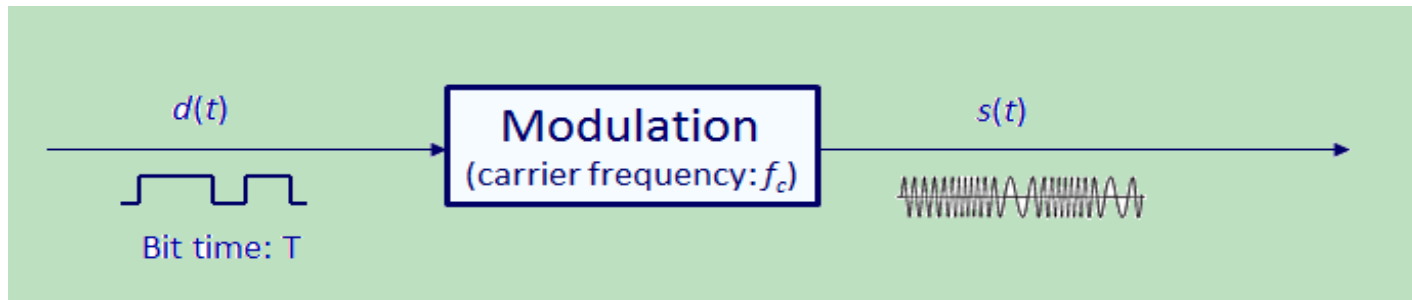 d(t)
Modulation
(carrier frequency: fc)
s(t)
Bit time: T